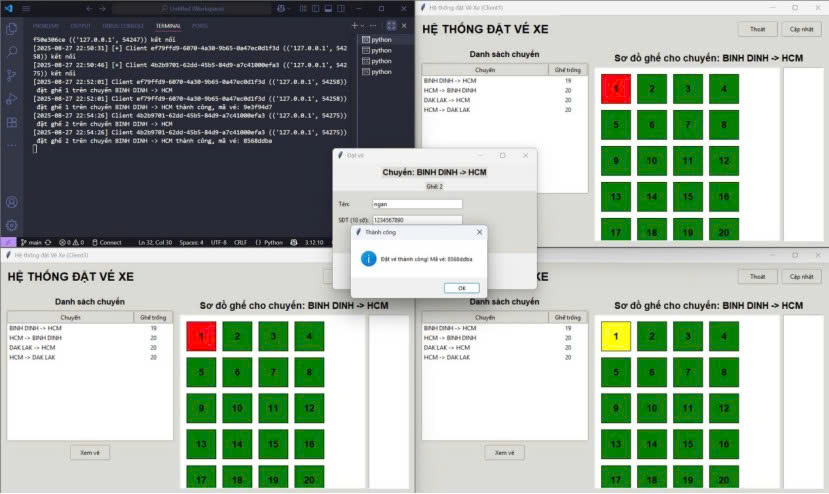 Untitled (Workspace)
PROBLEMS OUTPUT DEBUG CONSOLE TERMINAL PORTS
python
python
python
python
f50e306ce (('127.0.0.1', 54247)) kết nối
[2025-08-27 22:50:31] [+] Client ef79ffd9-6070-4a30-9b65-0a47ec0d1f3d (('127.0.0.1', 542
58)) kết nối
[2025-08-27 22:50:46] [+] Client 4b2b9701-62dd-45b5-84d9-a7c41000efa3 (('127.0.0.1', 542
75)) kết nối
[2025-08-27 22:52:01] Client ef79ffd9-6070-4a30-9b65-0a47ec0d1f3d (('127.0.0.1', 54258))
đặt ghế 1 trên chuyến BINH DINH -> HCM
[2025-08-27 22:52:01] Client ef79ffd9-6070-4a30-9b65-0a47ec0d1f3d (('127.0.0.1', 54258))
đặt ghế 1 trên chuyến BINH DINH -> HCM thành công, mã vé: 9e3f94d7
[2025-08-27 22:54:26] Client 4b2b9701-62dd-45b5-84d9-a7c41000efa3 (('127.0.0.1', 54275))
đặt ghế 2 trên chuyến BINH DINH -> HCM
[2025-08-27 22:54:26] Client 4b2b9701-62dd-45b5-84d9-a7c41000efa3 (('127.0.0.1', 54275))
đặt ghế 2 trên chuyến BINH DINH -> HCM thành công, mã vé: 8568ddba
main 0 0 Connect Ln 32, Col 30 Spaces: 4 UTF-8 CRLF {} Python 3.12.10
Hệ thống đặt Vé Xe (Client1)
HỆ THỐNG ĐẶT VÉ XE
Thoát Cập nhật
Danh sách chuyến
Chuyến Ghế trống
BINH DINH -> HCM 19
HCM -> BINH DINH 20
DAK LAK -> HCM 20
HCM -> DAK LAK 20
Sơ đồ ghế cho chuyến: BINH DINH -> HCM
1 2 3 4
5 6 7 8
9 10 11 12
13 14 15 16
17 18 19 20
Đặt vé
Chuyến: BINH DINH -> HCM
Ghế: 2
Tên: ngan
SĐT (10 số): 1234567890
Thành công
Đặt vé thành công! Mã vé: 8568ddba
OK
Hệ thống đặt Vé Xe (Client3)
HỆ THỐNG ĐẶT VÉ XE
Danh sách chuyến
Chuyến Ghế trống
BINH DINH -> HCM 19
HCM -> BINH DINH 20
DAK LAK -> HCM 20
HCM -> DAK LAK 20
Xem vé
Sơ đồ ghế cho chuyến: BINH DINH -> HCM
1 2 3 4
5 6 7 8
9 10 11 12
13 14 15 16
17 18 19 20
XE
Thoát Cập nhật
Danh sách chuyến
Chuyến Ghế trống
BINH DINH -> HCM 19
HCM -> BINH DINH 20
DAK LAK -> HCM 20
HCM -> DAK LAK 20
Xem vé
Sơ đồ ghế cho chuyến: BINH DINH -> HCM
1 2 3 4
5 6 7 8
9 10 11 12
13 14 15 16
17 18 19 20